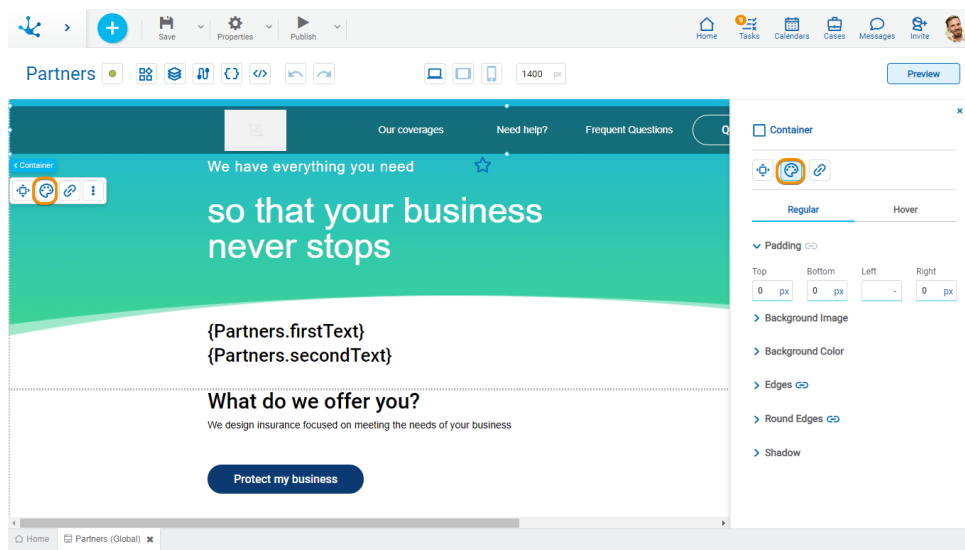 Save
Properties
Publish
Home
9
Tasks
Calendars
Cases
Messages
Invite
Partners
1400 px
Preview
Our coverages
Need help?
Frequent Questions
Q
Container
We have everything you need
so that your business
never stops
{Partners.firstText}
{Partners.secondText}
What do we offer you?
We design insurance focused on meeting the needs of your business
Protect my business
Container
Regular
Hover
Padding
Top
Bottom
Left
Right
0 px
0 px
-
0 px
Background Image
Background Color
Edges
Round Edges
Shadow
Home
Partners (Global)